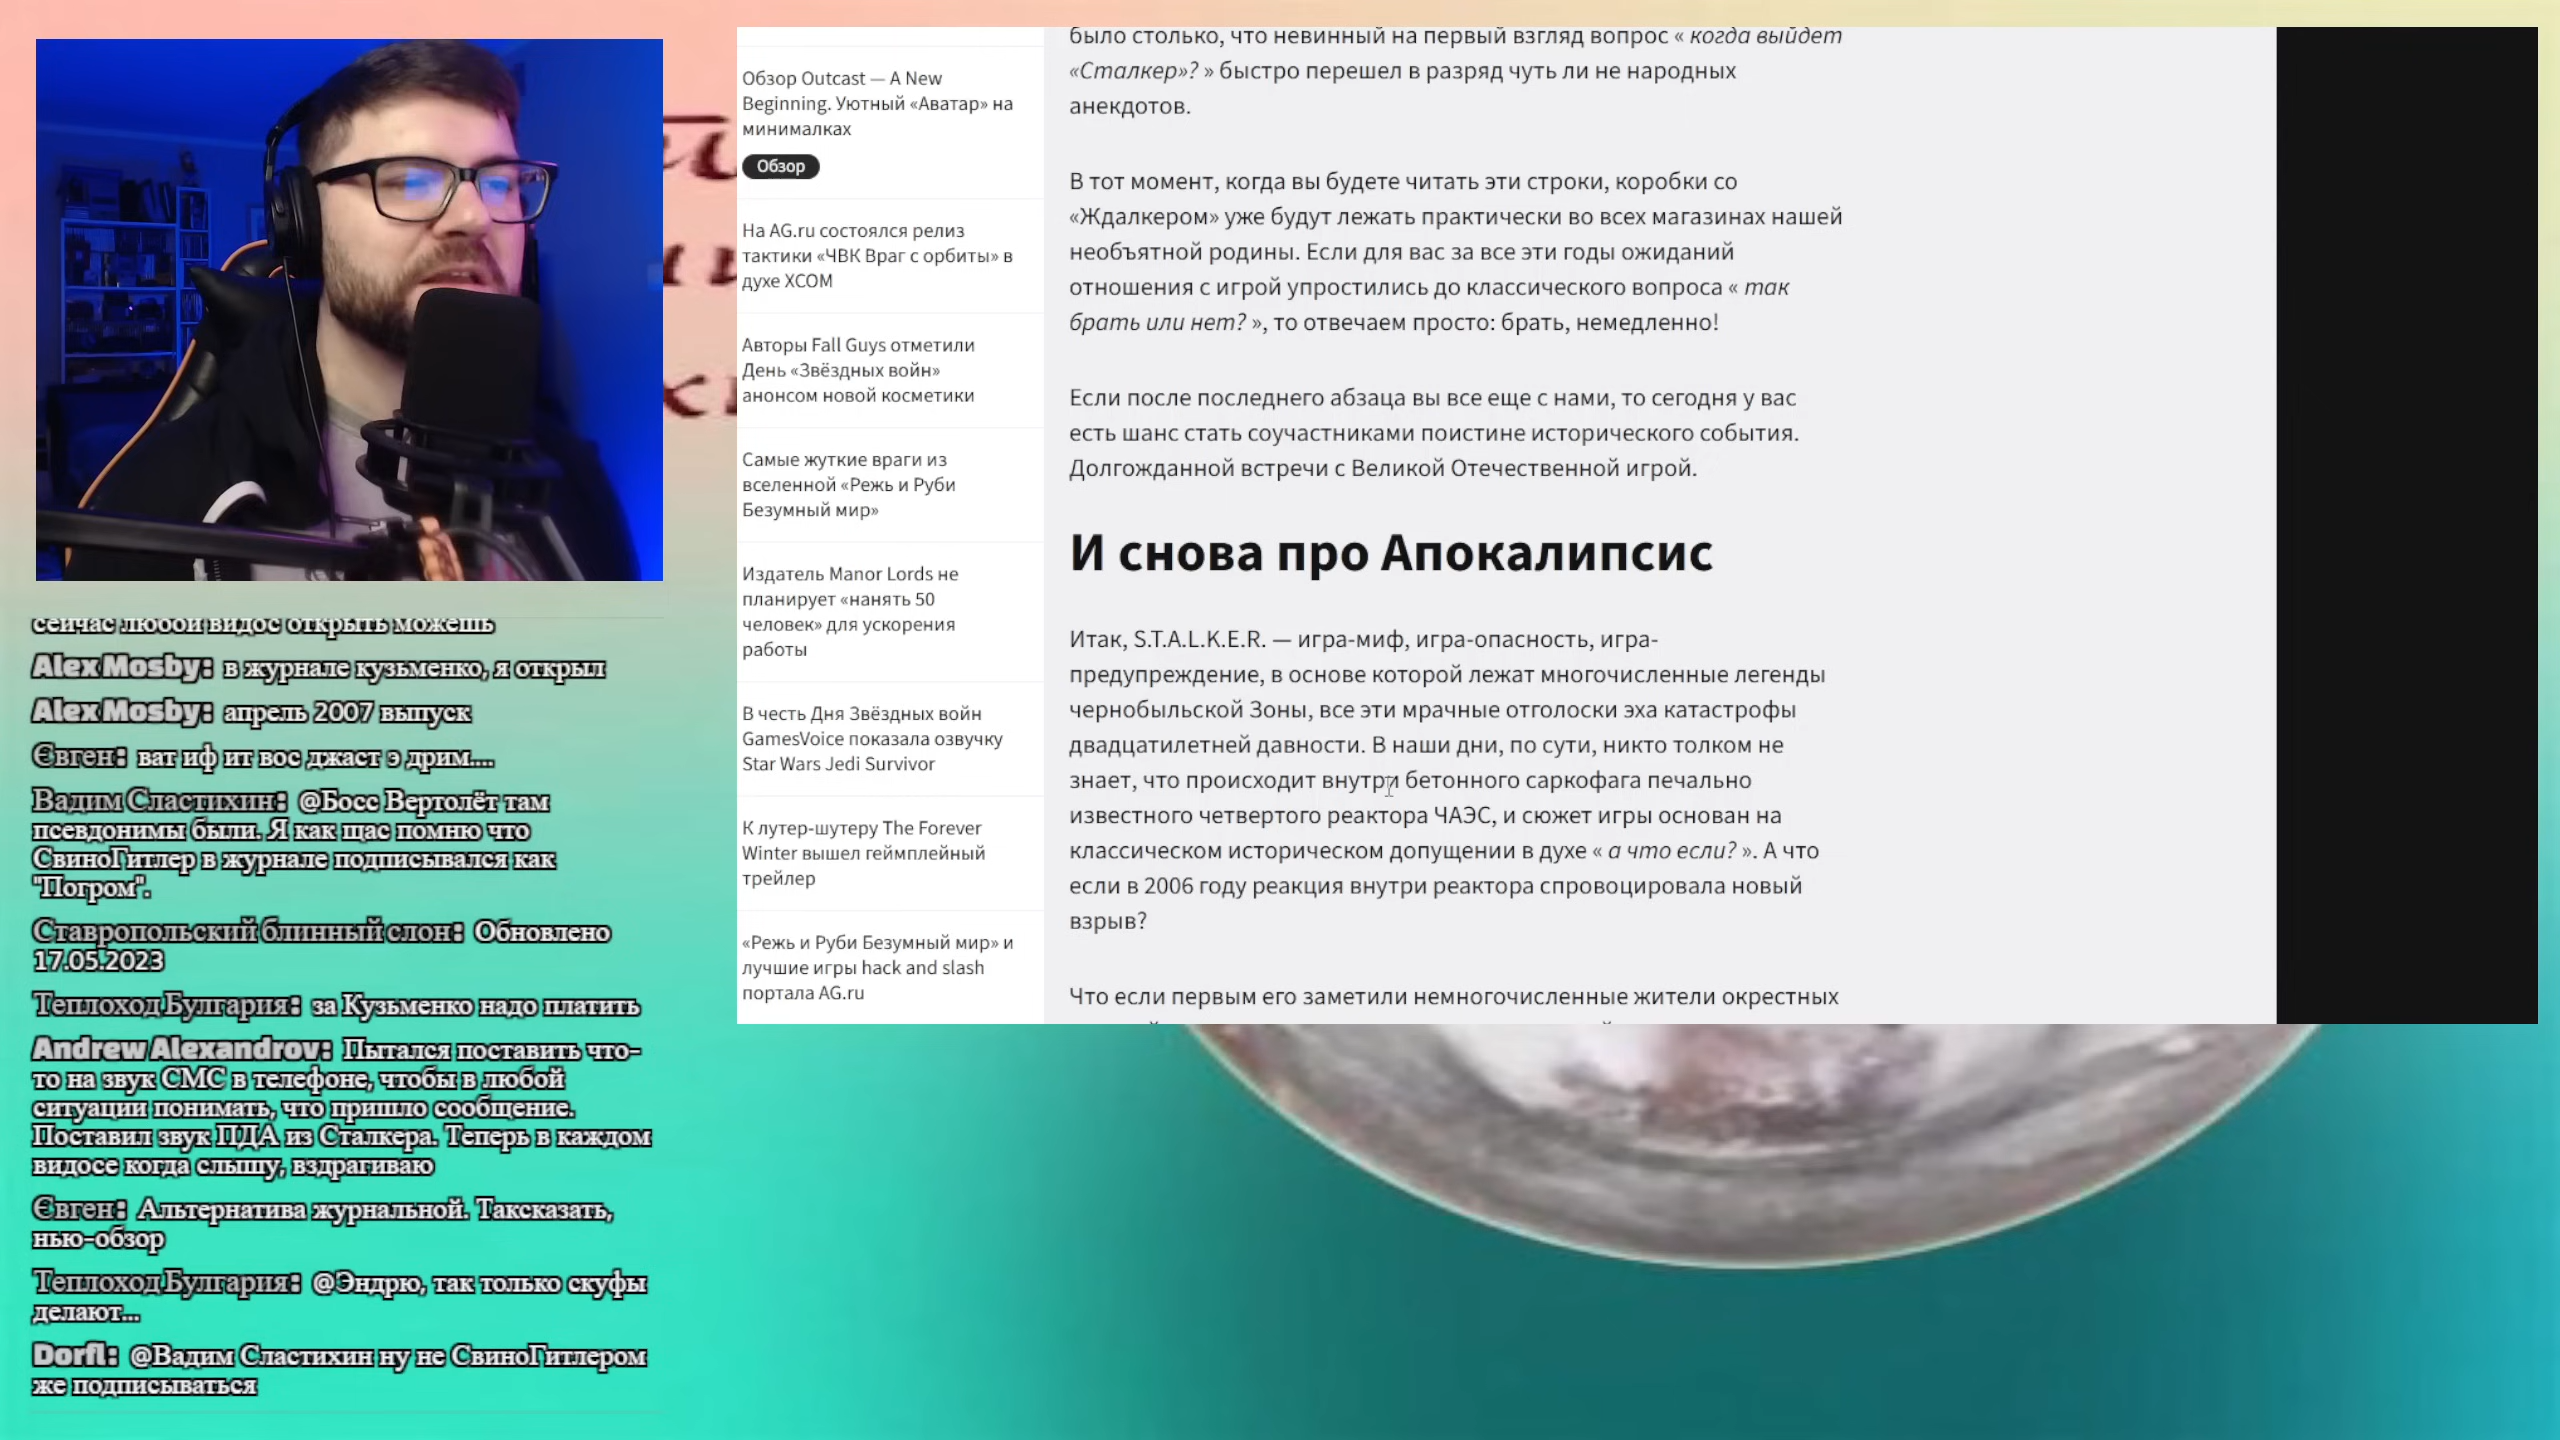 сейчас любой видос открыть можешь
Alex Mosby: в журнале кузьменко, я открыл
Alex Mosby: апрель 2007 выпуск
Євген: ват иф ит вос джаст э дрим....
Вадим Сластихин: @Босс Вертолёт там
псевдонимы были. Я как щас помню что
СвиноГитлер в журнале подписывался как
"Погром".
Ставропольский блинный слон: Обновлено
17.05.2023
Теплоход Булгария: за Кузьменко надо платить
Andrew Alexandrov: Пытался поставить что-
то на звук СМС в телефоне, чтобы в любой
ситуации понимать, что пришло сообщение.
Поставил звук ПДА из Сталкера. Теперь в каждом
видосе когда слышу, вздрагиваю
Євген: Альтернатива журнальной. Таксказать,
нью-обзор
Теплоход Булгария: @Эндрю, так только скуфы
делают...
Dorfl: @Вадим Сластихин ну не СвиноГитлером
же подписываться
Обзор Outcast — A New
Beginning. Уютный «Аватар» на
минималках
Обзор
На AG.ru состоялся релиз
тактики «ЧВК Враг с орбиты» в
духе XCOM
Авторы Fall Guys отметили
День «Звёздных войн»
анонсом новой косметики
Самые жуткие враги из
вселенной «Режь и Руби
Безумный мир»
Издатель Manor Lords не
планирует «нанять 50
человек» для ускорения
работы
В честь Дня Звёздных войн
GamesVoice показала озвучку
Star Wars Jedi Survivor
К лутер-шутеру The Forever
Winter вышел геймплейный
трейлер
«Режь и Руби Безумный мир» и
лучшие игры hack and slash
портала AG.ru
было столько, что невинный на первый взгляд вопрос « когда выйдет
«Сталкер»? » быстро перешел в разряд чуть ли не народных
анекдотов.
В тот момент, когда вы будете читать эти строки, коробки со
«Ждалкером» уже будут лежать практически во всех магазинах нашей
необъятной родины. Если для вас за все эти годы ожиданий
отношения с игрой упростились до классического вопроса « так
брать или нет? », то отвечаем просто: брать, немедленно!
Если после последнего абзаца вы все еще с нами, то сегодня у вас
есть шанс стать соучастниками поистине исторического события.
Долгожданной встречи с Великой Отечественной игрой.
И снова про Апокалипсис
Итак, S.T.A.L.K.E.R. — игра-миф, игра-опасность, игра-
предупреждение, в основе которой лежат многочисленные легенды
чернобыльской Зоны, все эти мрачные отголоски эха катастрофы
двадцатилетней давности. В наши дни, по сути, никто толком не
знает, что происходит внутри бетонного саркофага печально
известного четвертого реактора ЧАЭС, и сюжет игры основан на
классическом историческом допущении в духе « а что если? ». А что
если в 2006 году реакция внутри реактора спровоцировала новый
взрыв?
Что если первым его заметили немногочисленные жители окрестных